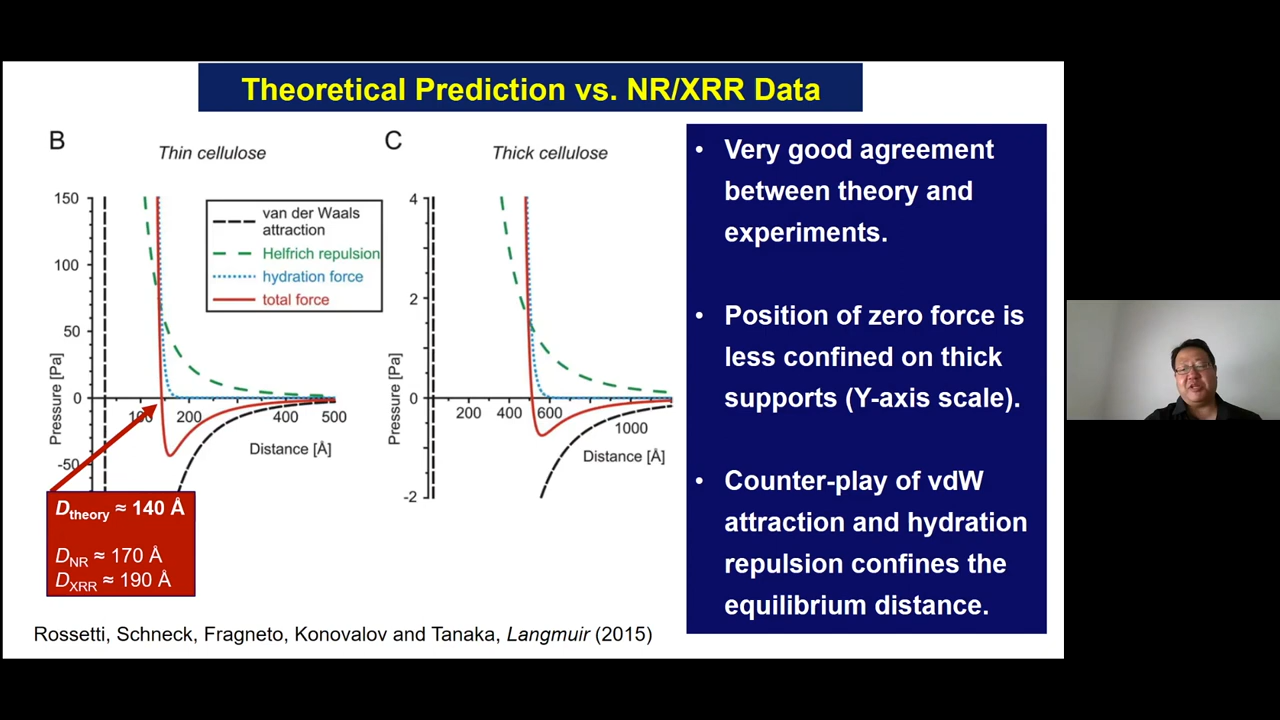 Theoretical Prediction vs. NR/XRR Data
B
Thin cellulose
150
100
50
0
-50
Pressure [Pa]
200
400
500
Distance [Å]
van der Waals
attraction
Helfrich repulsion
hydration force
total force
C
Thick cellulose
4
2
0
-2
Pressure [Pa]
200
400
600
1000
Distance [Å]
Dtheory ≈ 140 Å
DNR ≈ 170 Å
DXRR ≈ 190 Å
• Very good agreement
between theory and
experiments.
• Position of zero force is
less confined on thick
supports (Y-axis scale).
• Counter-play of vdW
attraction and hydration
repulsion confines the
equilibrium distance.
Rossetti, Schneck, Fragneto, Konovalov and Tanaka, Langmuir (2015)